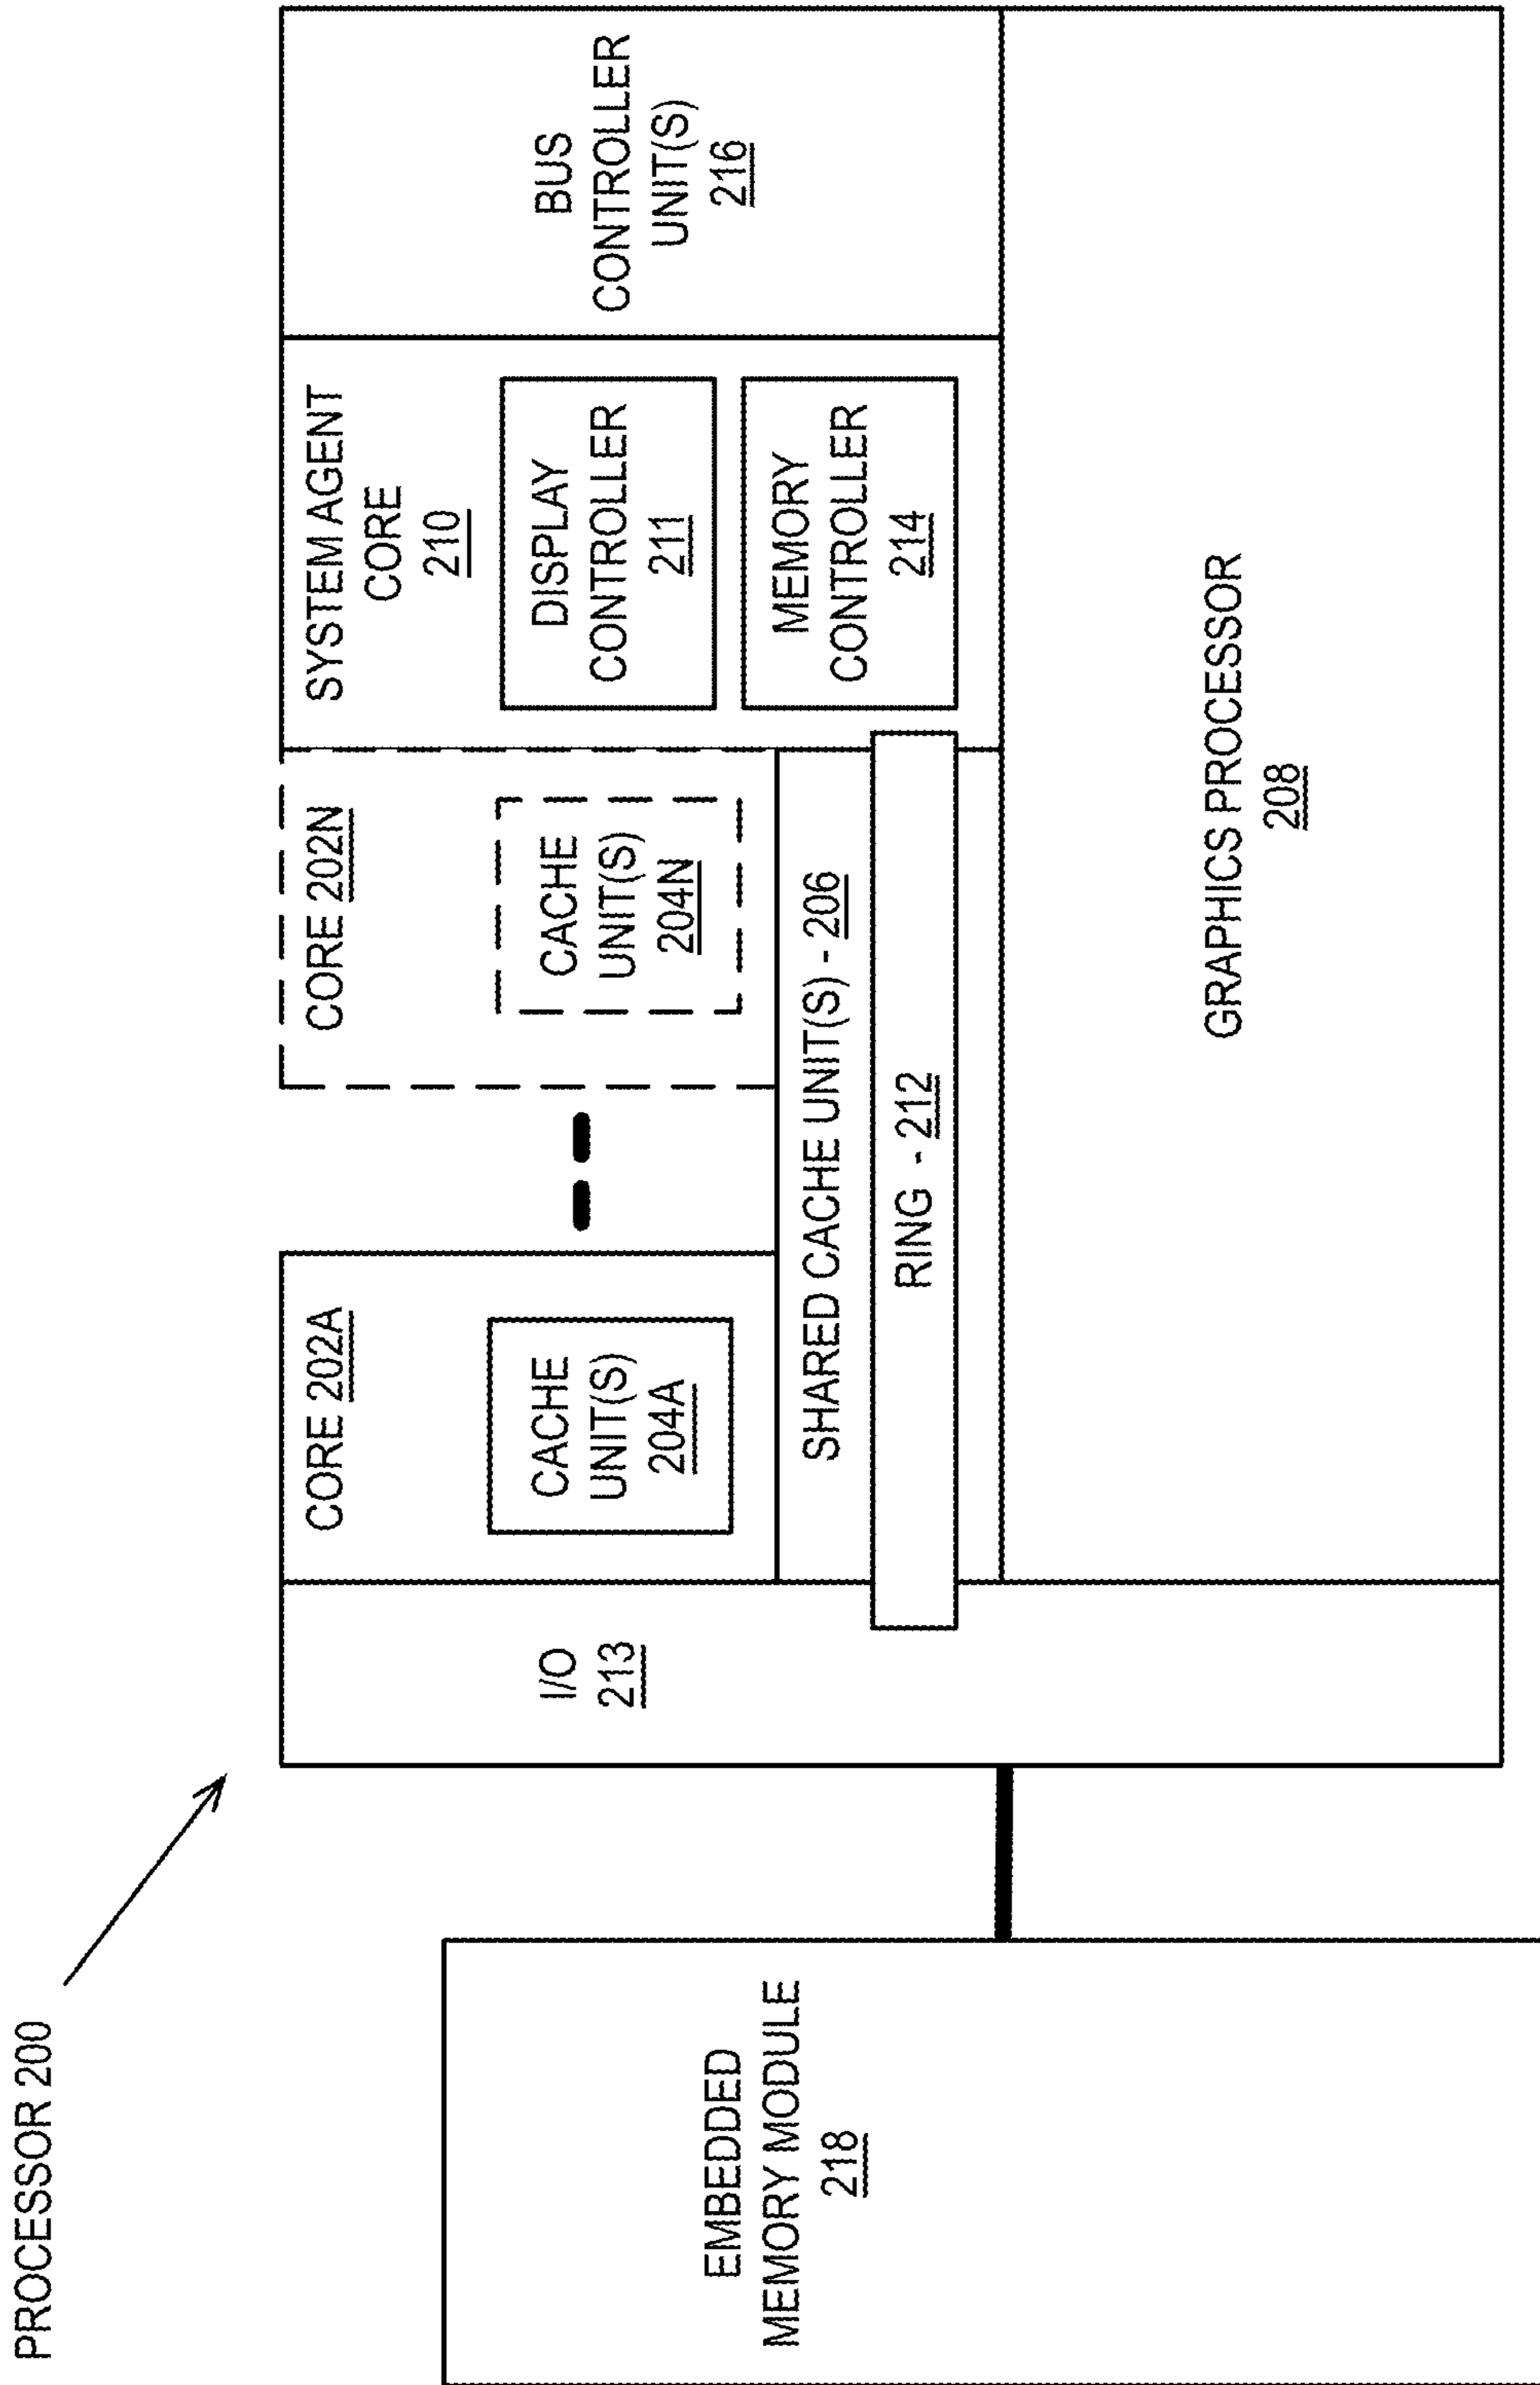 PROCESSOR 200
EMBEDDED
MEMORY MODULE
218
I/O
213
CORE 202A
CACHE
UNIT(S)
204A
CORE 202N
CACHE
UNIT(S)
204N
SHARED CACHE UNIT(S) - 206
RING - 212
SYSTEM AGENT
CORE
210
DISPLAY
CONTROLLER
211
MEMORY
CONTROLLER
214
BUS
CONTROLLER
UNIT(S)
216
GRAPHICS PROCESSOR
208